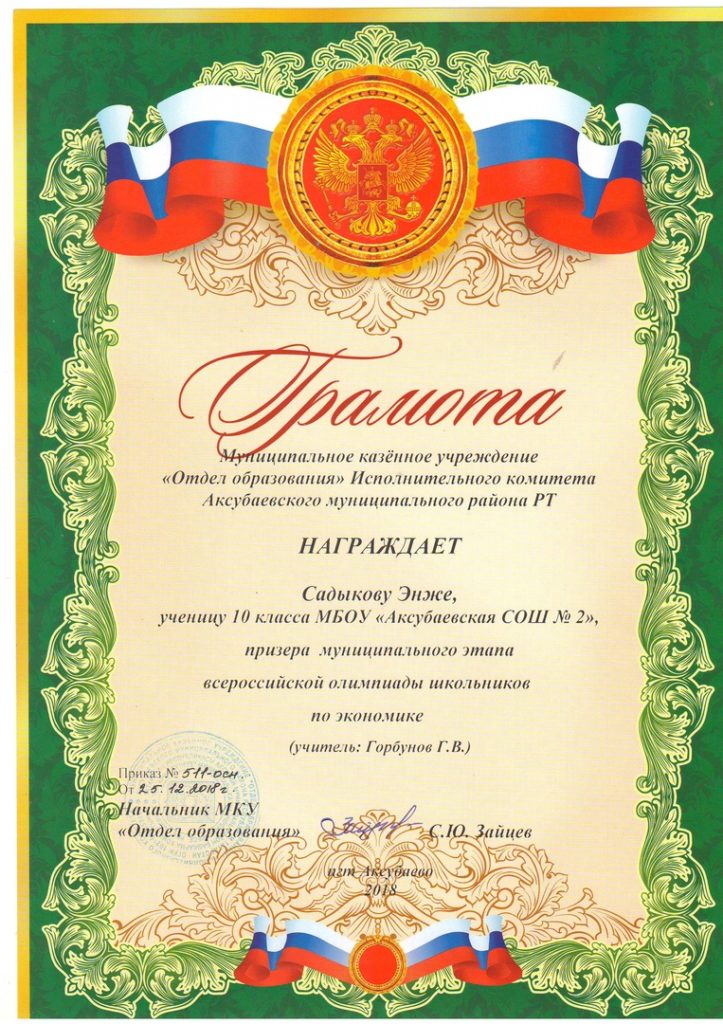 Грамота
Муниципальное казённое учреждение
«Отдел образования» Исполнительного комитета
Аксубаевского муниципального района РТ
НАГРАЖДАЕТ
Садыкову Энже,
ученицу 10 класса МБОУ «Аксубаевская СОШ № 2»,
призера муниципального этапа
всероссийской олимпиады школьников
по экономике
(учитель: Горбунов Г.В.)
Приказ № 511-осн.
От 25.12.2018г.
Начальник МКУ
«Отдел образования» С.Ю. Зайцев
пгт Аксубаево
2018